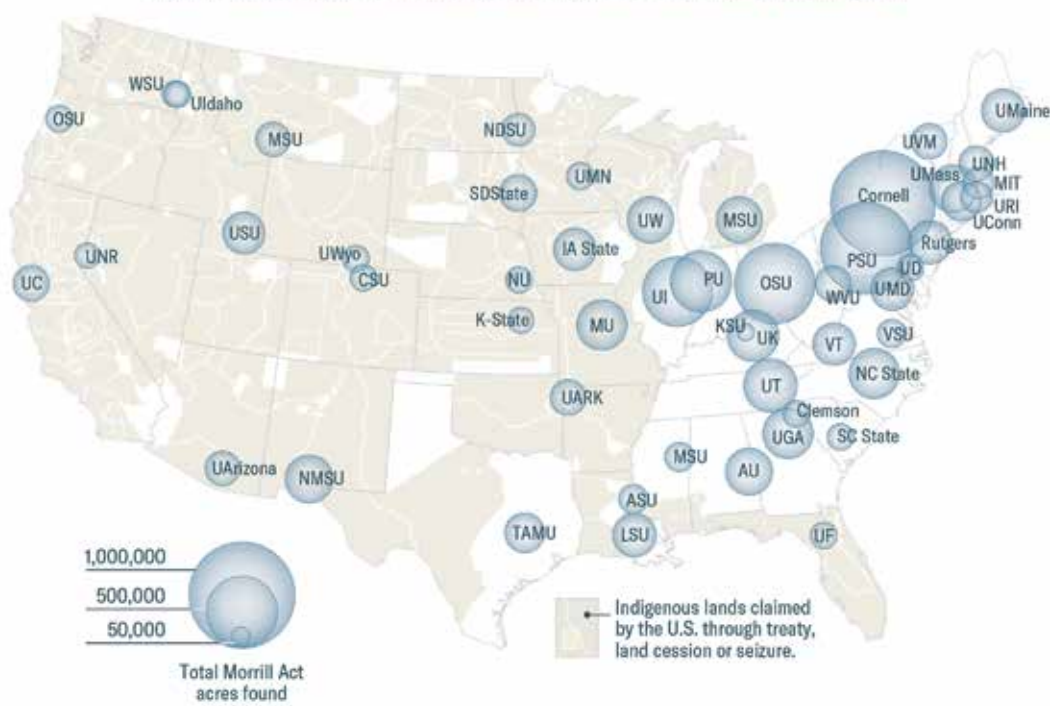 WSU
UIdaho
OSU
MSU
NDSU
UMN
SDState
UMaine
UVM
UNH
UMass
MIT
Cornell
URI
UConn
USU
UNR
UC
UWyo
CSU
IA State
NU
K-State
UW
MSU
PSU
Rutgers
UD
UMD
WVU
UI
PU
OSU
MU
KSU
UK
VT
VSU
NC State
UT
UARK
Clemson
UGA
SC State
MSU
AU
UArizona
NMSU
ASU
LSU
TAMU
UF
1,000,000
500,000
50,000
Total Morrill Act
acres found
Indigenous lands claimed
by the U.S. through treaty,
land cession or seizure.